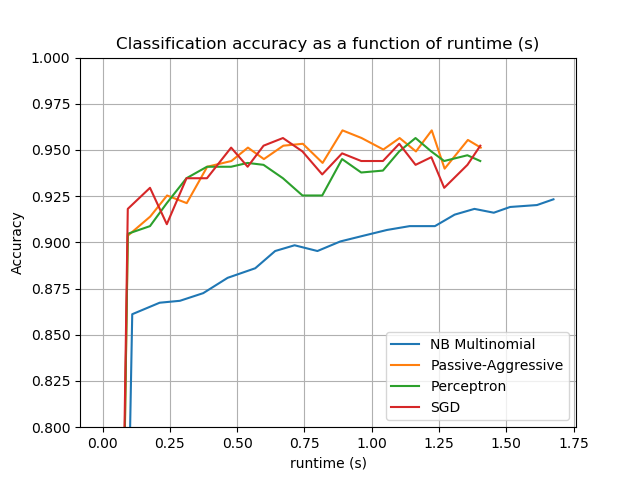 Classification accuracy as a function of runtime (s)
1.000
0.975
0.950
0.925
0.900
0.875
0.850
0.825
0.800
Accuracy
NB Multinomial
Passive-Aggressive
Perceptron
SGD
0.00 0.25 0.50 0.75 1.00 1.25 1.50 1.75
runtime (s)